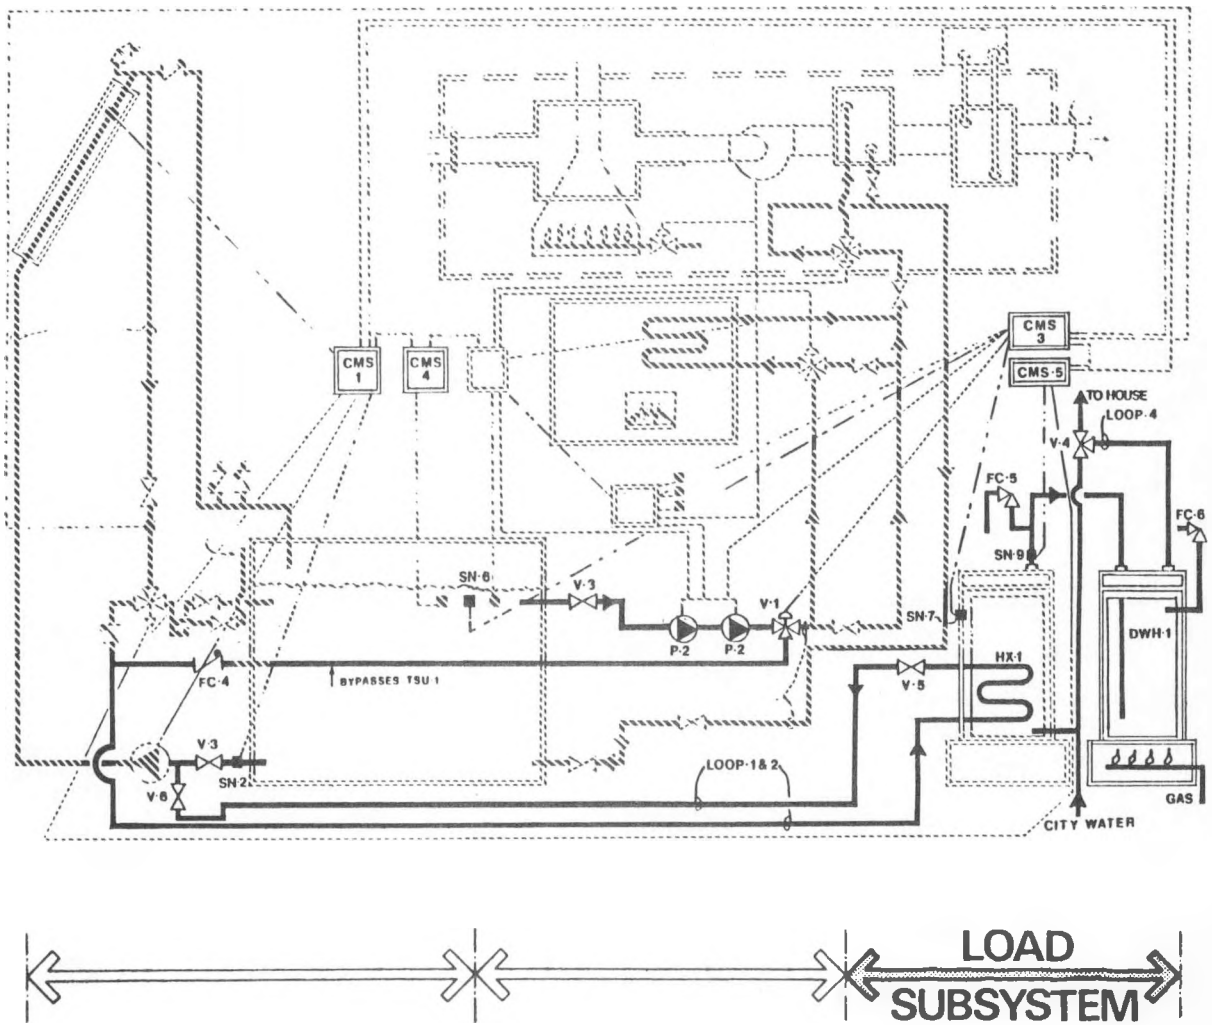 CMS
1
CMS
4
CMS
3
CMS·5
TO HOUSE
LOOP·4
V·4
FC·5
FC·6
SN·9
SN·6
V·3
V·1
SN·7
DWH·1
P·2
P·2
HX·1
FC·4
BYPASSES TSU·1
V·5
V·3
SN·2
LOOP·1&2
V·6
GAS
CITY WATER
LOAD
SUBSYSTEM